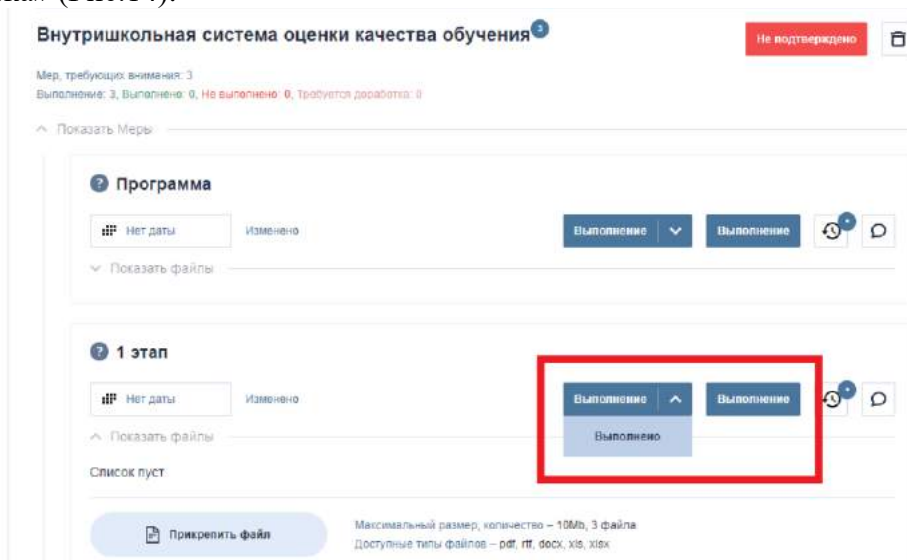 Внутришкольная система оценки качества обучения 3
Не подтверждено
Мер, требующих внимания: 3
Выполнение: 3, Выполнено: 0, Не выполнено: 0, Требуется доработка: 0
Показать Меры
? Программа
Нет даты Изменено Выполнение Выполнение
Показать файлы
? 1 этап
Нет даты Изменено Выполнение Выполнение
Показать файлы Выполнено
Список пуст
Прикрепить файл
Максимальный размер, количество – 10Mb, 3 файла
Доступные типы файлов – pdf, rtf, docx, xls, xlsx